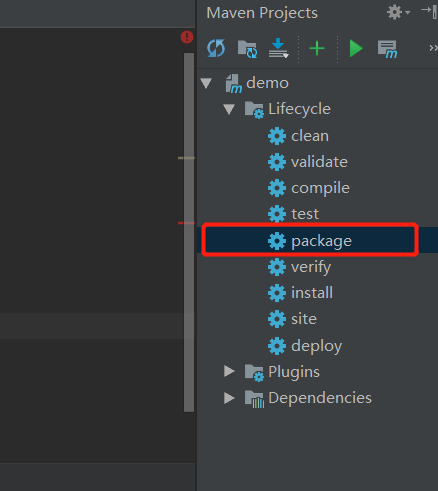 Maven Projects
demo
Lifecycle
clean
validate
compile
test
package
verify
install
site
deploy
Plugins
Dependencies